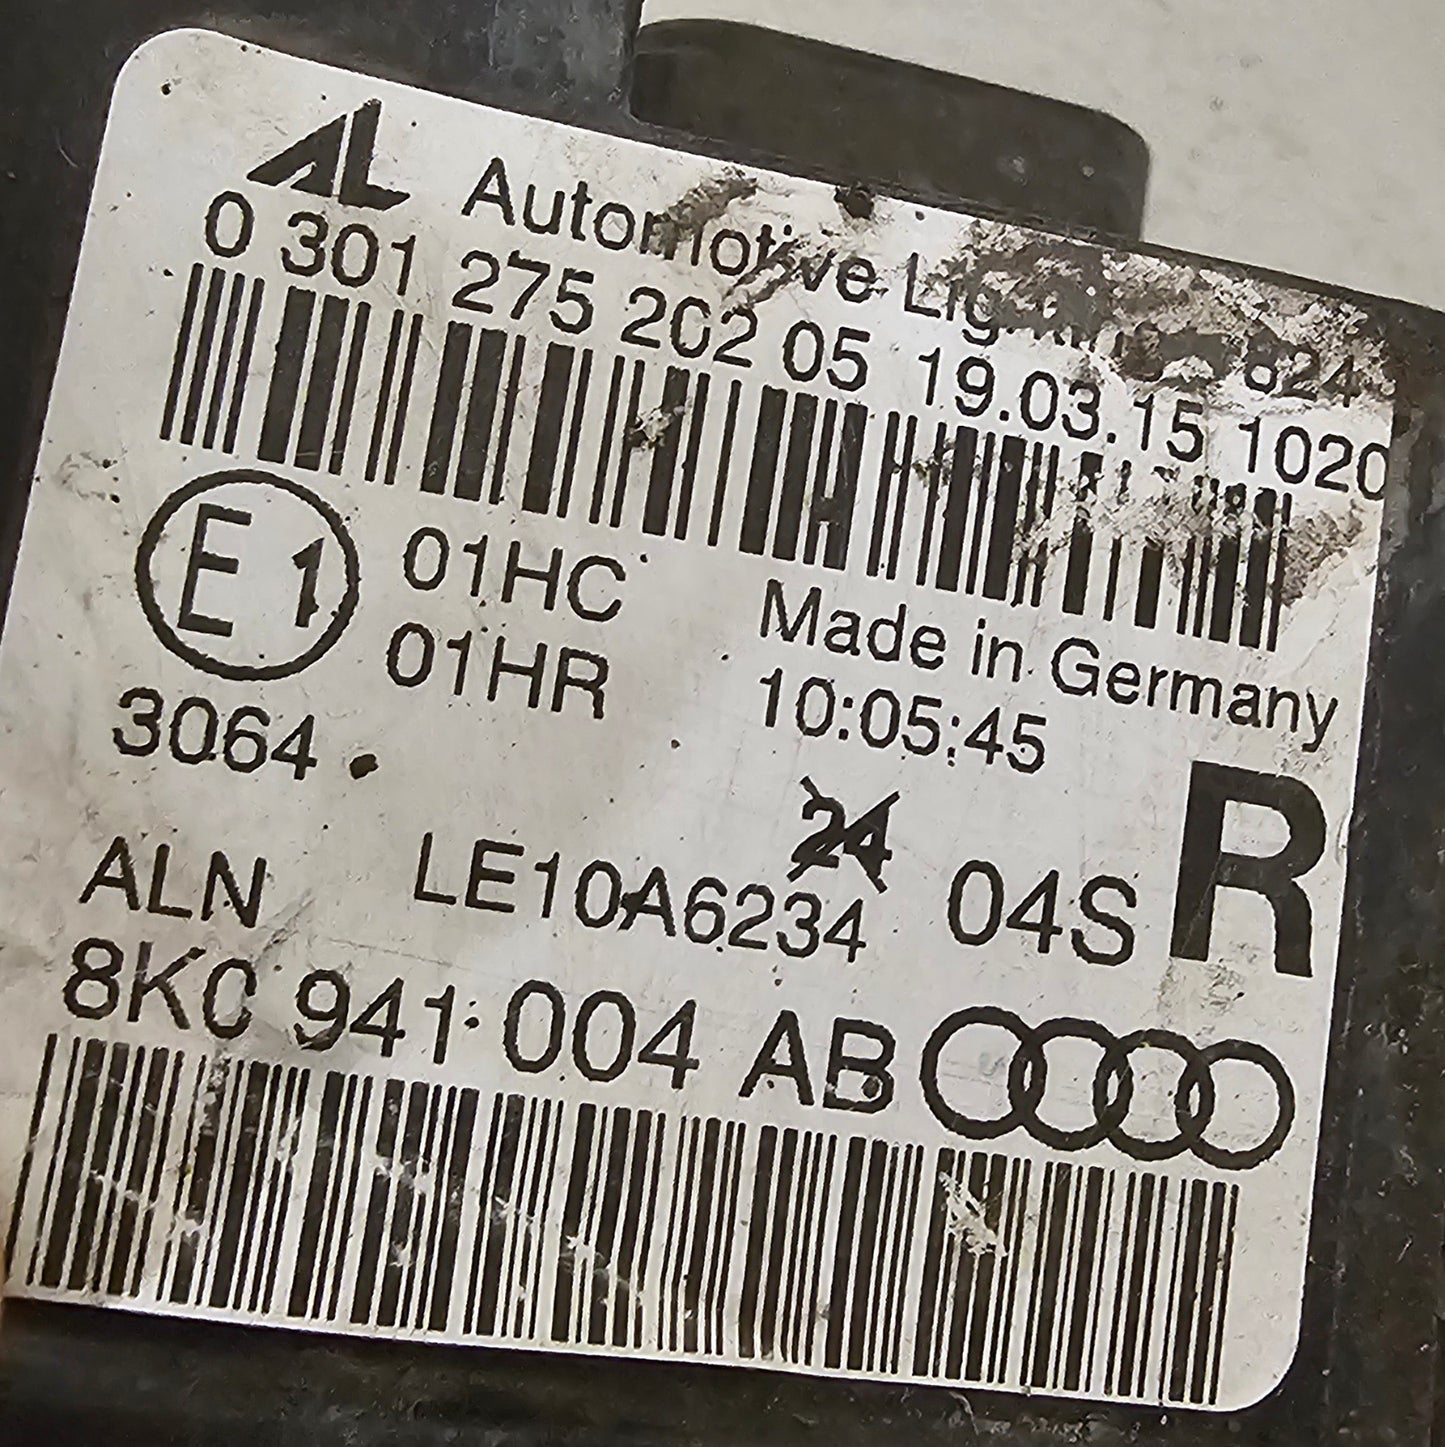 AL Automotive 824
0 301 275 202 05 19.03.15 1020
E1 01HC Made in Germany
01HR 10:05:45
3064
24
ALN LE10A6234 04S R
8K0 941 004 AB